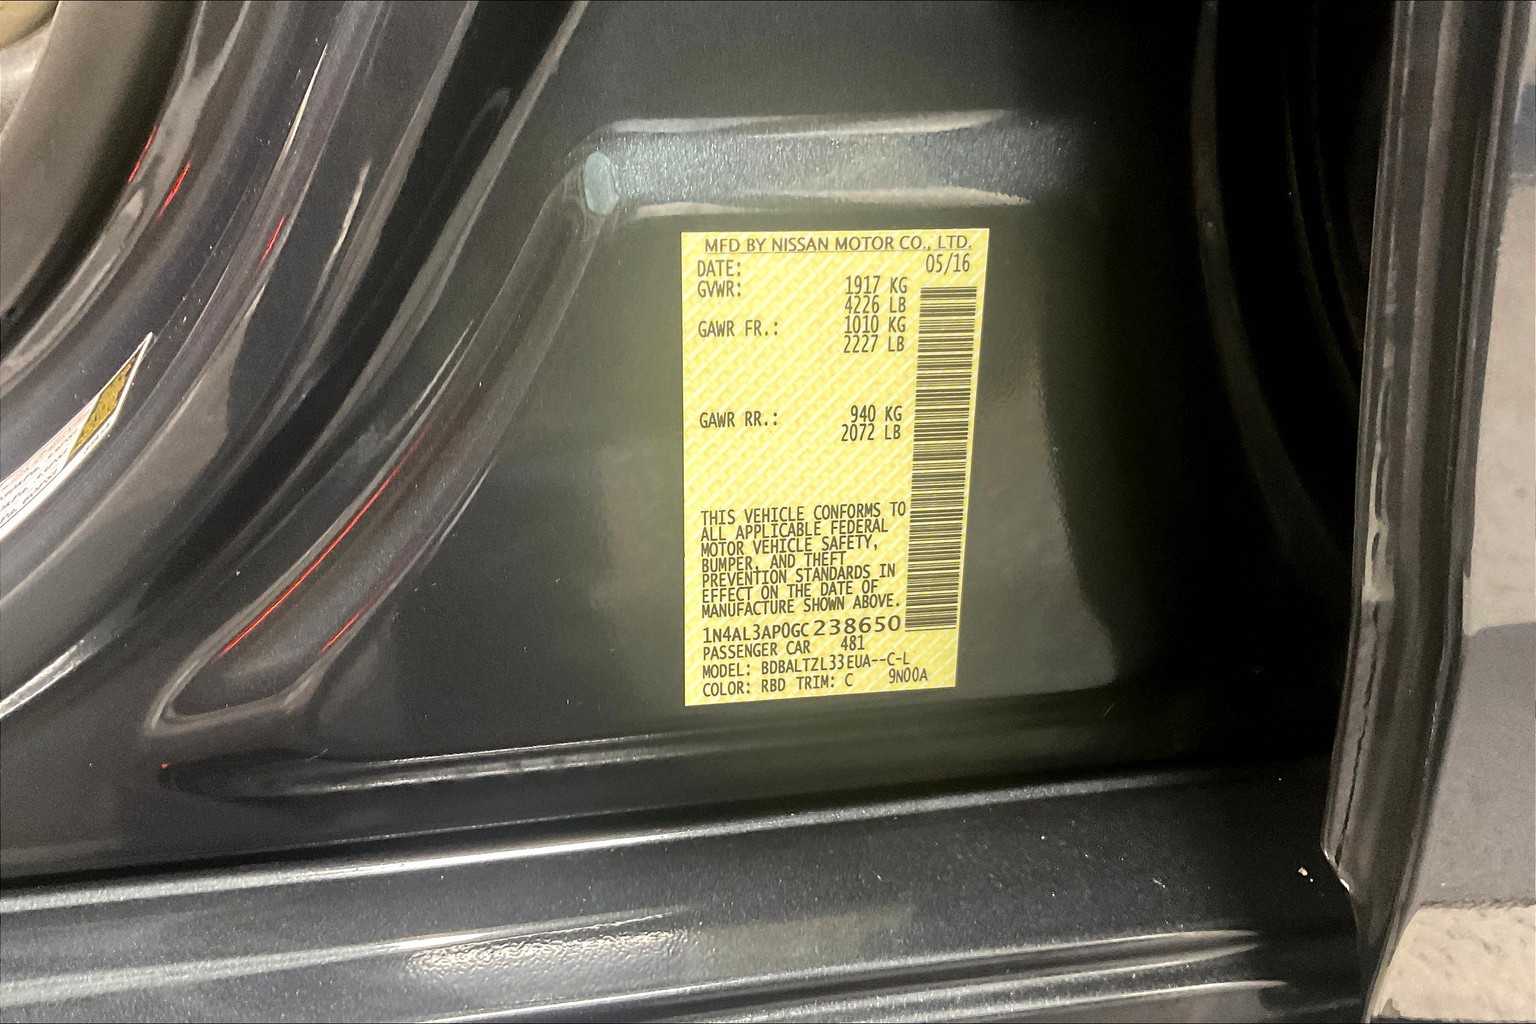 MFD BY NISSAN MOTOR CO., LTD.
DATE: 05/16
GVWR: 1917 KG
4226 LB
GAWR FR.: 1010 KG
2227 LB
GAWR RR.: 940 KG
2072 LB
THIS VEHICLE CONFORMS TO
ALL APPLICABLE FEDERAL
MOTOR VEHICLE SAFETY,
BUMPER, AND THEFT
PREVENTION STANDARDS IN
EFFECT ON THE DATE OF
MANUFACTURE SHOWN ABOVE.
1N4AL3AP0GC238650
PASSENGER CAR 481
MODEL: BDBALTZL33EUA--C-L
COLOR: RBD TRIM: C 9N00A